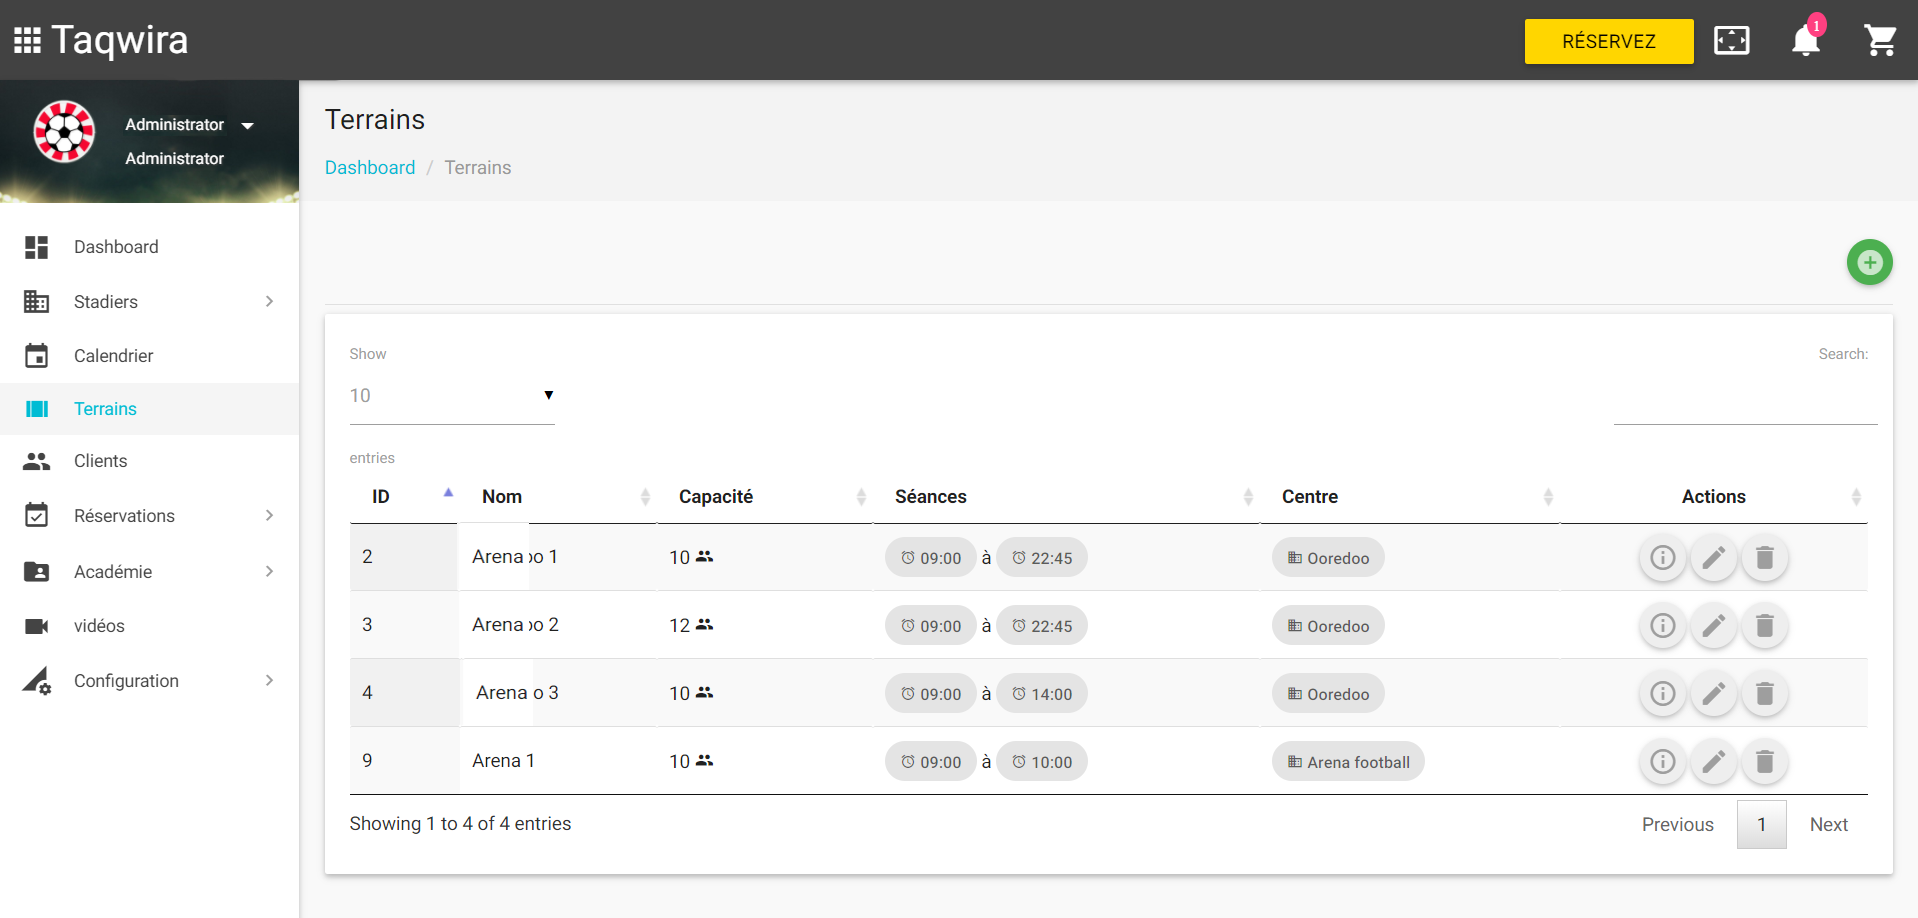 Taqwira
RÉSERVEZ
1
Administrator
Administrator
Dashboard
Stadiers
Calendrier
Terrains
Clients
Réservations
Académie
vidéos
Configuration
Terrains
Dashboard / Terrains
Show
Search:
10
entries
ID Nom Capacité Séances Centre Actions
2 Arena oo 1 10 09:00 à 22:45 Ooredoo
3 Arena oo 2 12 09:00 à 22:45 Ooredoo
4 Arena o 3 10 09:00 à 14:00 Ooredoo
9 Arena 1 10 09:00 à 10:00 Arena football
Showing 1 to 4 of 4 entries
Previous 1 Next